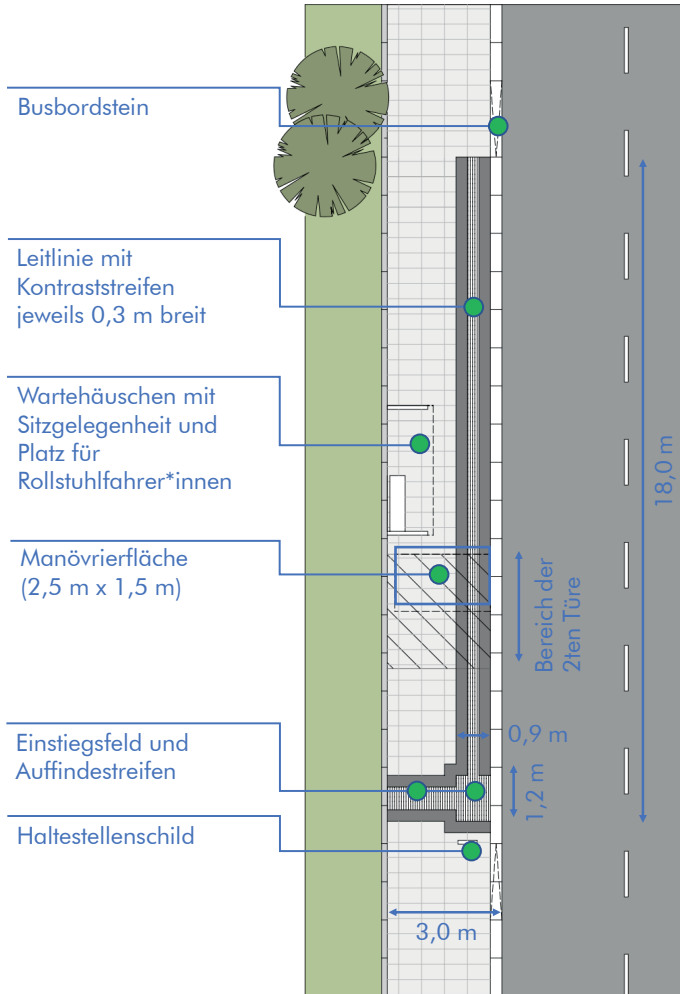 Busbordstein
Leitlinie mit
Kontraststreifen
jeweils 0,3 m breit
Wartehäuschen mit
Sitzgelegenheit und
Platz für
Rollstuhlfahrer*innen
Manövrierfläche
(2,5 m x 1,5 m)
Einstiegsfeld und
Auffindestreifen
Haltestellenschild
18,0 m
Bereich der
2ten Türe
0,9 m
1,2 m
3,0 m